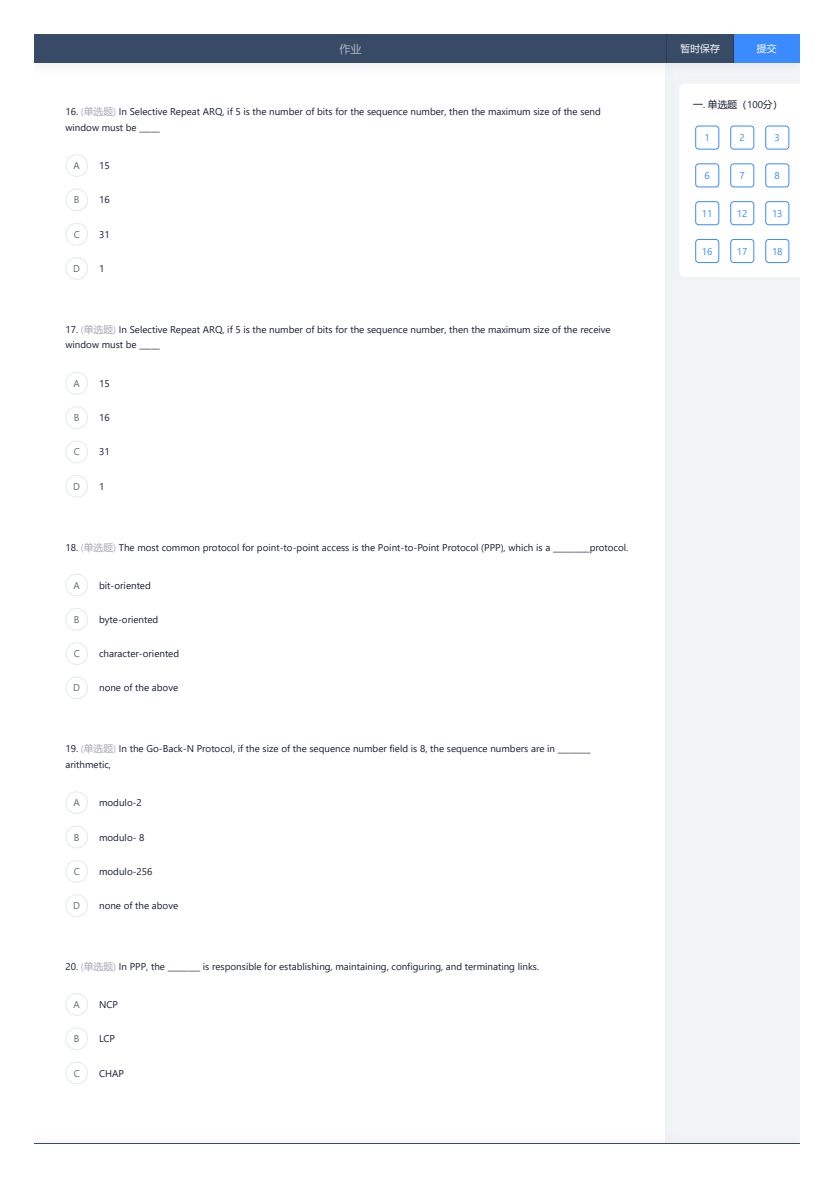 作业
暂时保存
提交
16. (单选题) In Selective Repeat ARQ, if 5 is the number of bits for the sequence number, then the maximum size of the send
window must be ____
A 15
B 16
C 31
D 1
17. (单选题) In Selective Repeat ARQ, if 5 is the number of bits for the sequence number, then the maximum size of the receive
window must be ____
A 15
B 16
C 31
D 1
18. (单选题) The most common protocol for point-to-point access is the Point-to-Point Protocol (PPP), which is a ________protocol.
A bit-oriented
B byte-oriented
C character-oriented
D none of the above
19. (单选题) In the Go-Back-N Protocol, if the size of the sequence number field is 8, the sequence numbers are in _______
arithmetic,
A modulo-2
B modulo- 8
C modulo-256
D none of the above
20. (单选题) In PPP, the _______ is responsible for establishing, maintaining, configuring, and terminating links.
A NCP
B LCP
C CHAP
一. 单选题（100分）
1 2 3
6 7 8
11 12 13
16 17 18